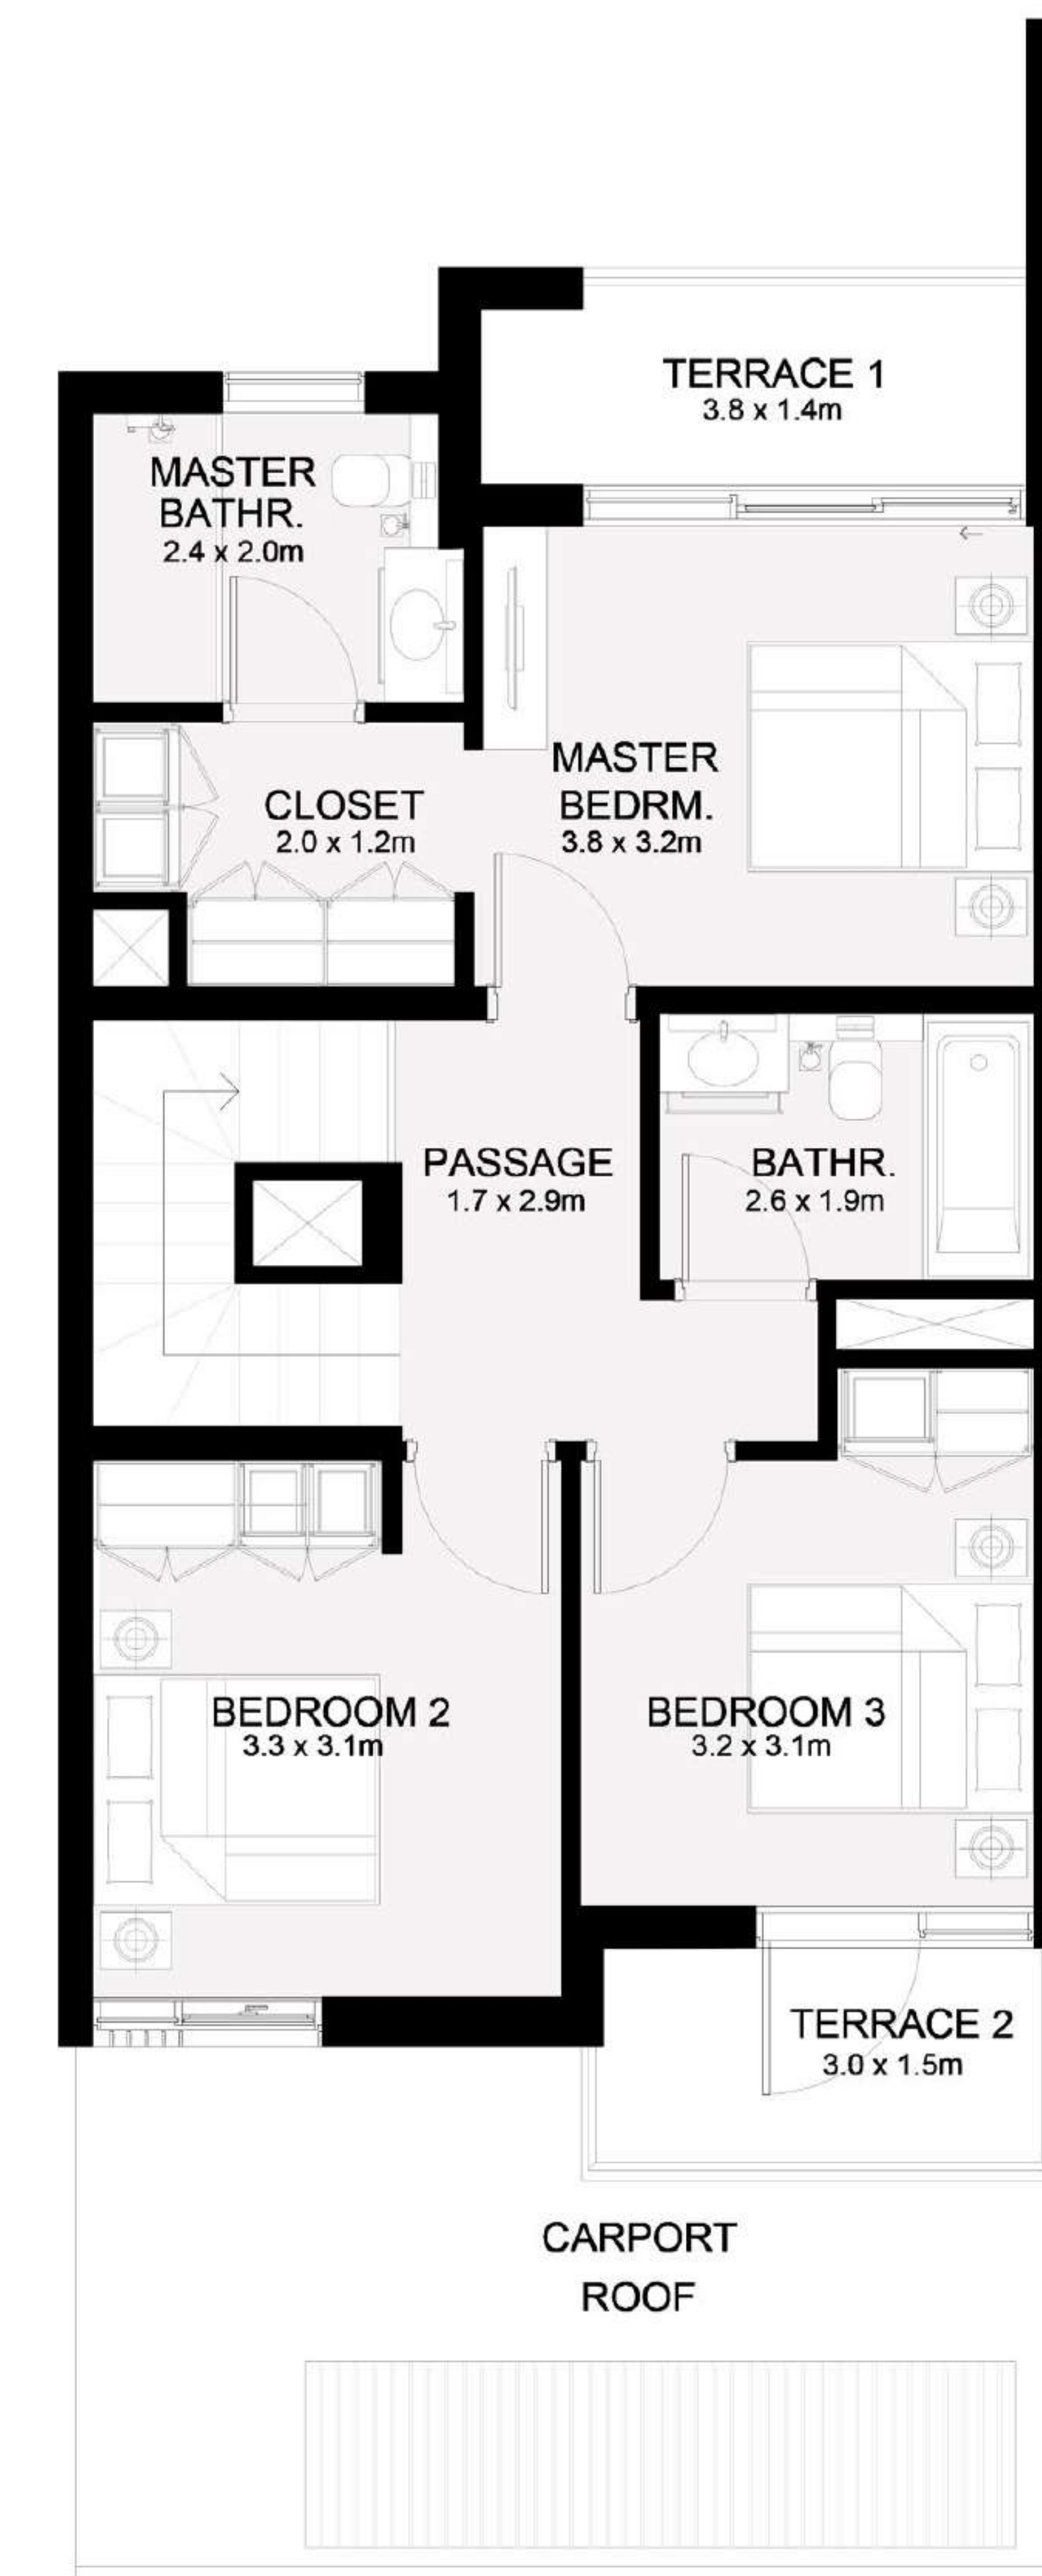 TERRACE 1
3.8 x 1.4m
MASTER
BATHR.
2.4 x 2.0m
MASTER
BEDRM.
3.8 x 3.2m
CLOSET
2.0 x 1.2m
PASSAGE
1.7 x 2.9m
BATHR.
2.6 x 1.9m
BEDROOM 2
3.3 x 3.1m
BEDROOM 3
3.2 x 3.1m
TERRACE 2
3.0 x 1.5m
CARPORT
ROOF